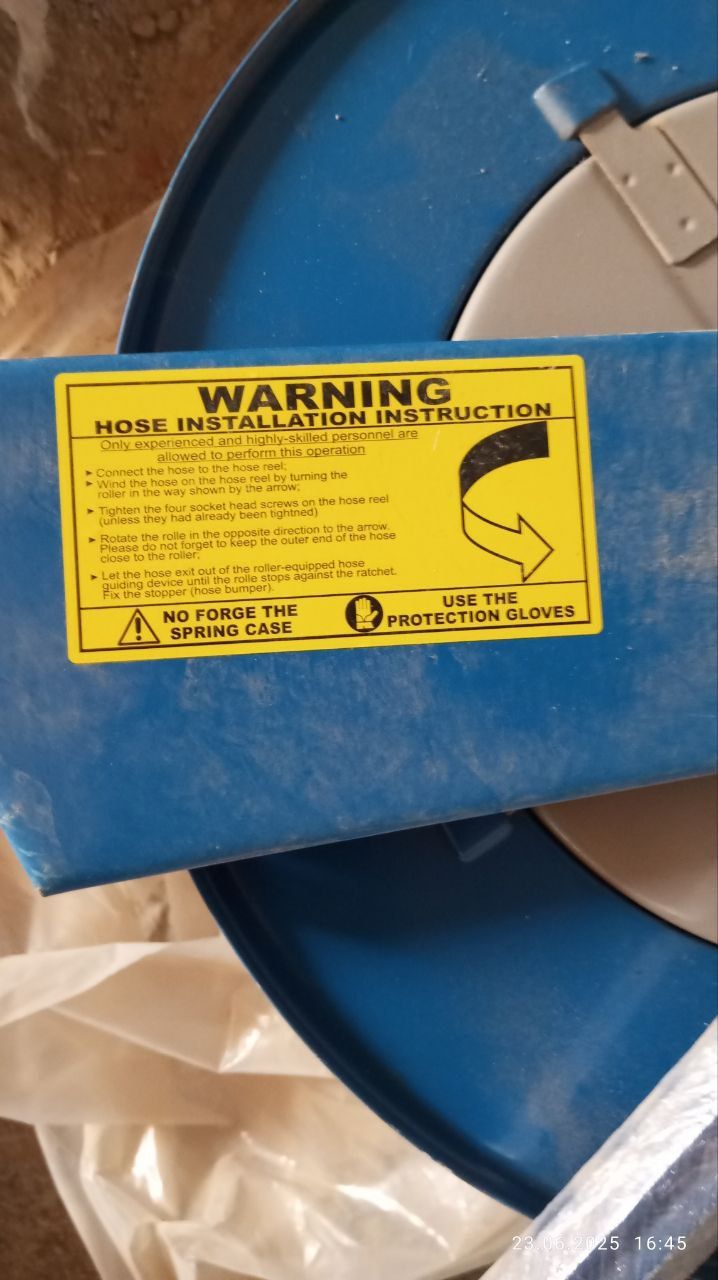 WARNING
HOSE INSTALLATION INSTRUCTION
Only experienced and highly-skilled personnel are
allowed to perform this operation
Connect the hose to the hose reel;
Wind the hose on the hose reel by turning the
roller in the way shown by the arrow;
Tighten the four socket head screws on the hose reel
(unless they had already been tightned)
Rotate the rolle in the opposite direction to the arrow.
Please do not forget to keep the outer end of the hose
close to the roller;
Let the hose exit out of the roller-equipped hose
guiding device until the rolle stops against the ratchet.
Fix the stopper (hose bumper).
NO FORGE THE
SPRING CASE
USE THE
PROTECTION GLOVES
23.06.2025 16:45